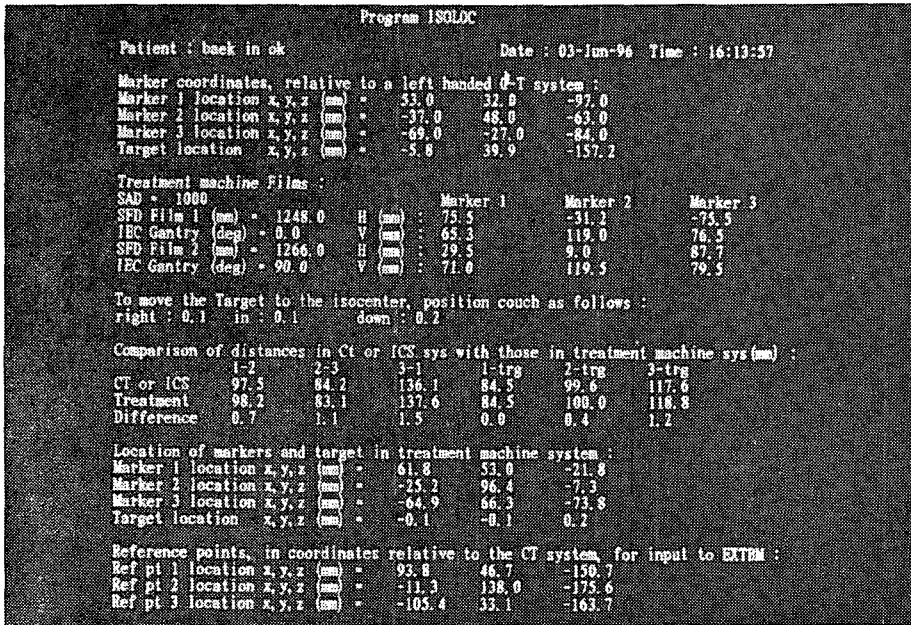 Program ISOLOC
Patient : baek in ok Date : 03-Jun-96 Time : 16:13:57
Marker coordinates, relative to a left handed C-T system :
Marker 1 location x, y, z (mm) = 53.0 32.0 -97.0
Marker 2 location x, y, z (mm) = -37.0 48.0 -63.0
Marker 3 location x, y, z (mm) = -69.0 -27.0 -84.0
Target location x, y, z (mm) = -5.8 39.9 -157.2
Treatment machine Films :
SAD = 1000 Marker 1 Marker 2 Marker 3
SFD Film 1 (mm) = 1248.0 H (mm) : 75.5 -31.2 -75.5
IEC Gantry (deg) = 0.0 V (mm) : 65.3 119.0 76.5
SFD Film 2 (mm) = 1266.0 H (mm) : 29.5 9.0 87.7
IEC Gantry (deg) = 90.0 V (mm) : 71.0 119.5 79.5
To move the Target to the isocenter, position couch as follows :
right : 0.1 in : 0.1 down : 0.2
Comparison of distances in Ct or ICS sys with those in treatment machine sys(mm) :
1-2 2-3 3-1 1-trg 2-trg 3-trg
CT or ICS 97.5 84.2 136.1 84.5 99.6 117.6
Treatment 98.2 83.1 137.6 84.5 100.0 118.8
Difference 0.7 1.1 1.5 0.0 0.4 1.2
Location of markers and target in treatment machine system :
Marker 1 location x, y, z (mm) = 61.8 53.0 -21.8
Marker 2 location x, y, z (mm) = -25.2 96.4 -7.3
Marker 3 location x, y, z (mm) = -64.9 66.3 -73.8
Target location x, y, z (mm) = -0.1 -0.1 0.2
Reference points, in coordinates relative to the CT system, for input to EXTBM :
Ref pt 1 location x, y, z (mm) = 93.8 46.7 -150.7
Ref pt 2 location x, y, z (mm) = -11.3 138.0 -175.6
Ref pt 3 location x, y, z (mm) = -105.4 33.1 -163.7